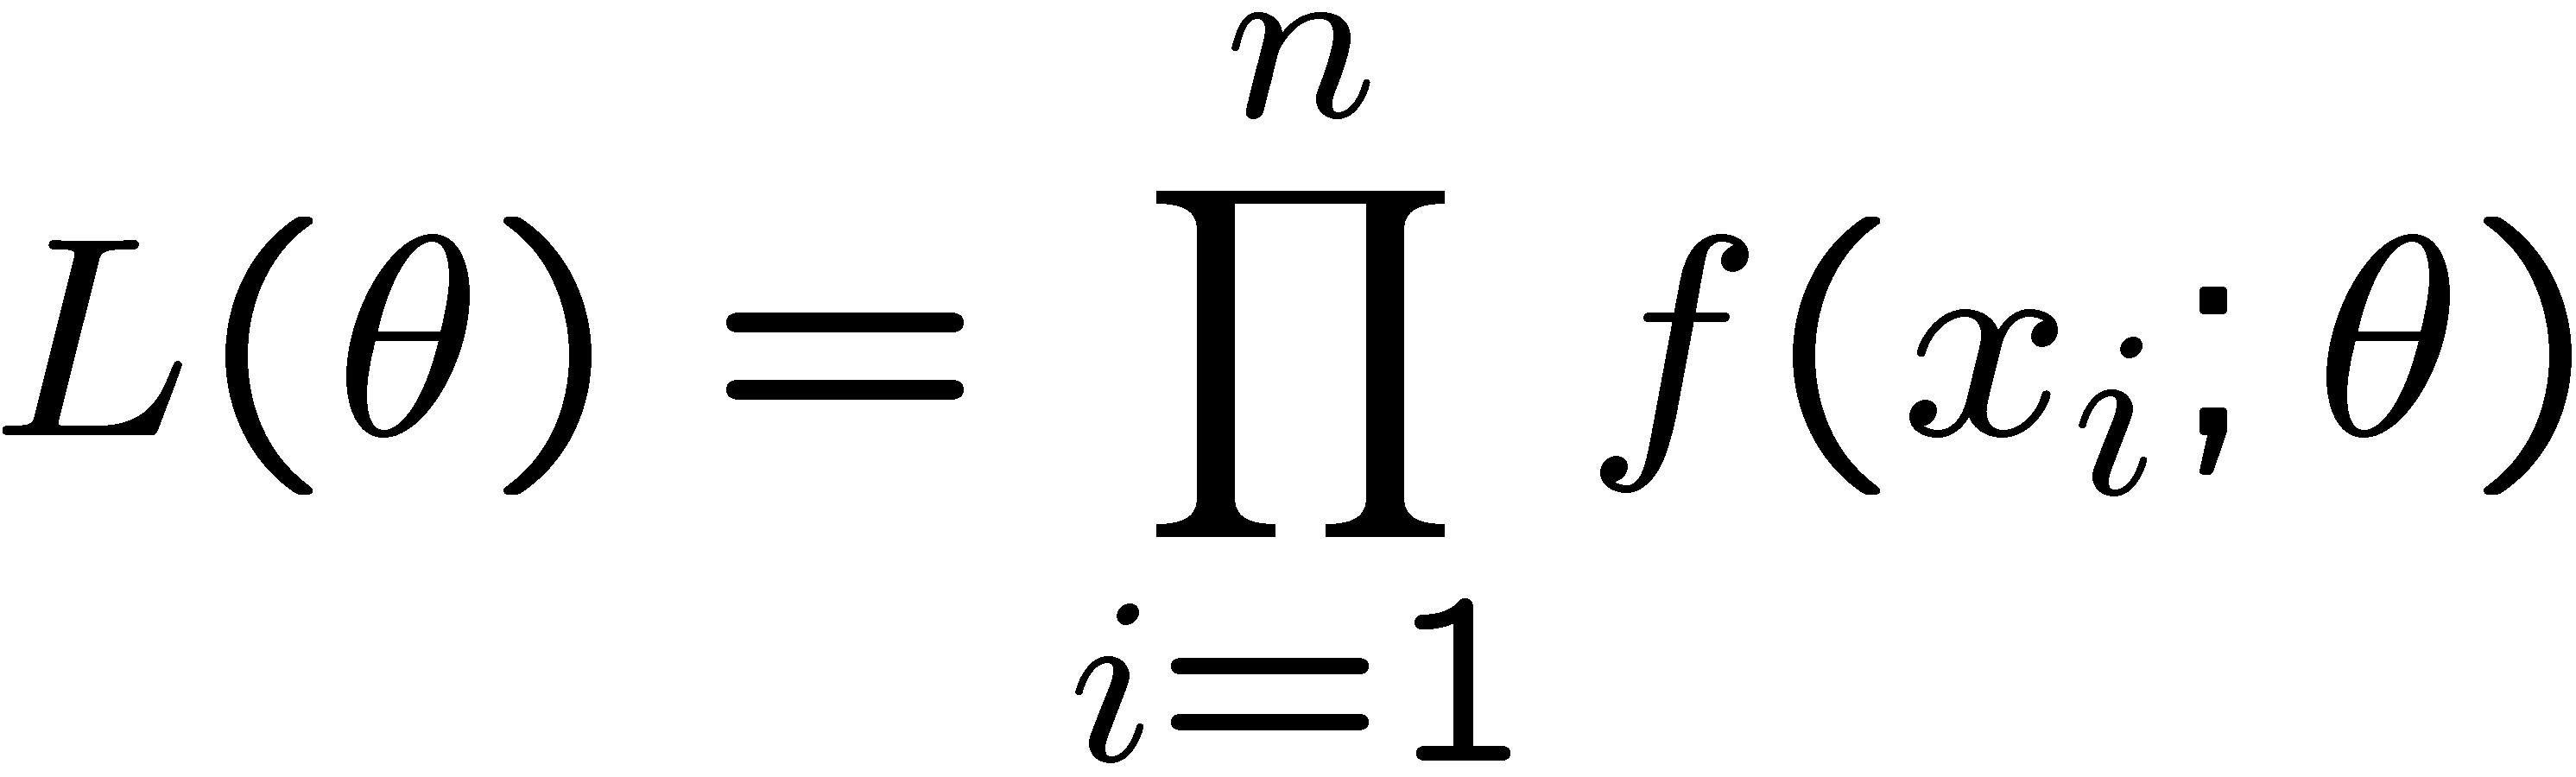 L(θ) = ∏_{i=1}^{n} f(x_i; θ)